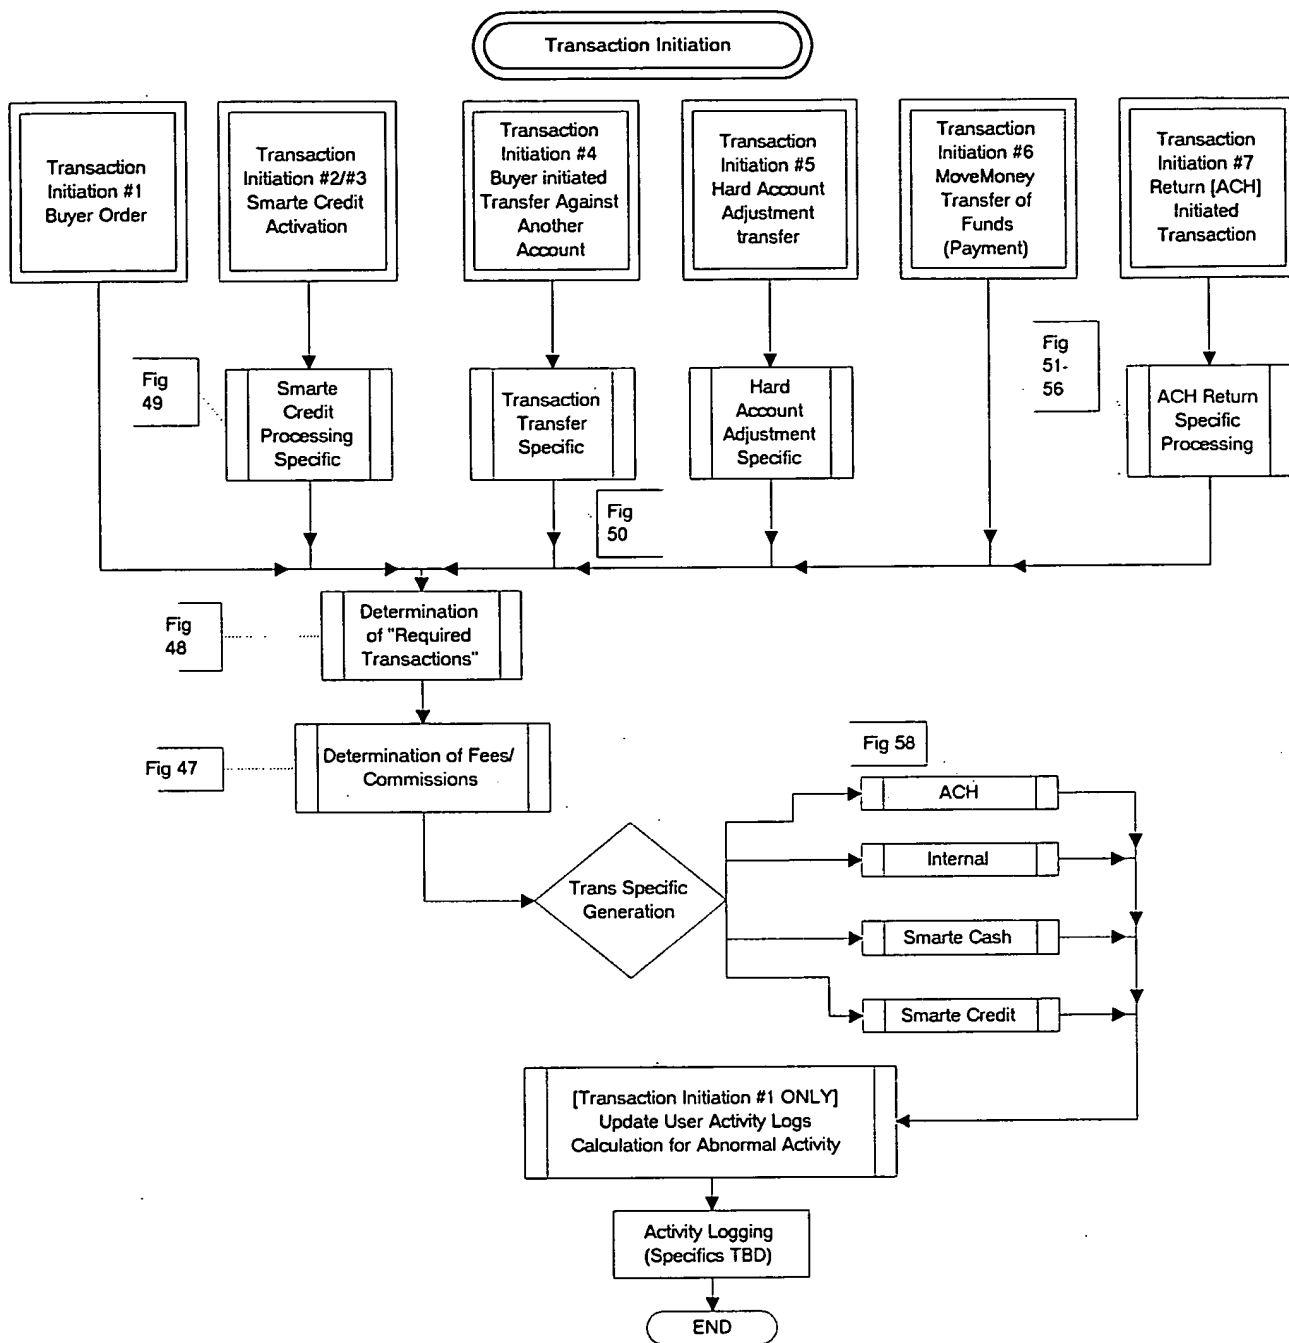 Transaction Initiation
Transaction
Initiation #1
Buyer Order
Transaction
Initiation #2/#3
Smarte Credit
Activation
Transaction
Initiation #4
Buyer initiated
Transfer Against
Another
Account
Transaction
Initiation #5
Hard Account
Adjustment
transfer
Transaction
Initiation #6
MoveMoney
Transfer of
Funds
(Payment)
Transaction
Initiation #7
Return [ACH]
Initiated
Transaction
Fig
49
Smarte
Credit
Processing
Specific
Transaction
Transfer
Specific
Hard
Account
Adjustment
Specific
Fig
51-
56
ACH Return
Specific
Processing
Fig
50
Fig
48
Determination
of "Required
Transactions"
Fig 47
Determination of Fees/
Commissions
Fig 58
Trans Specific
Generation
ACH
Internal
Smarte Cash
Smarte Credit
[Transaction Initiation #1 ONLY]
Update User Activity Logs
Calculation for Abnormal Activity
Activity Logging
(Specifics TBD)
END